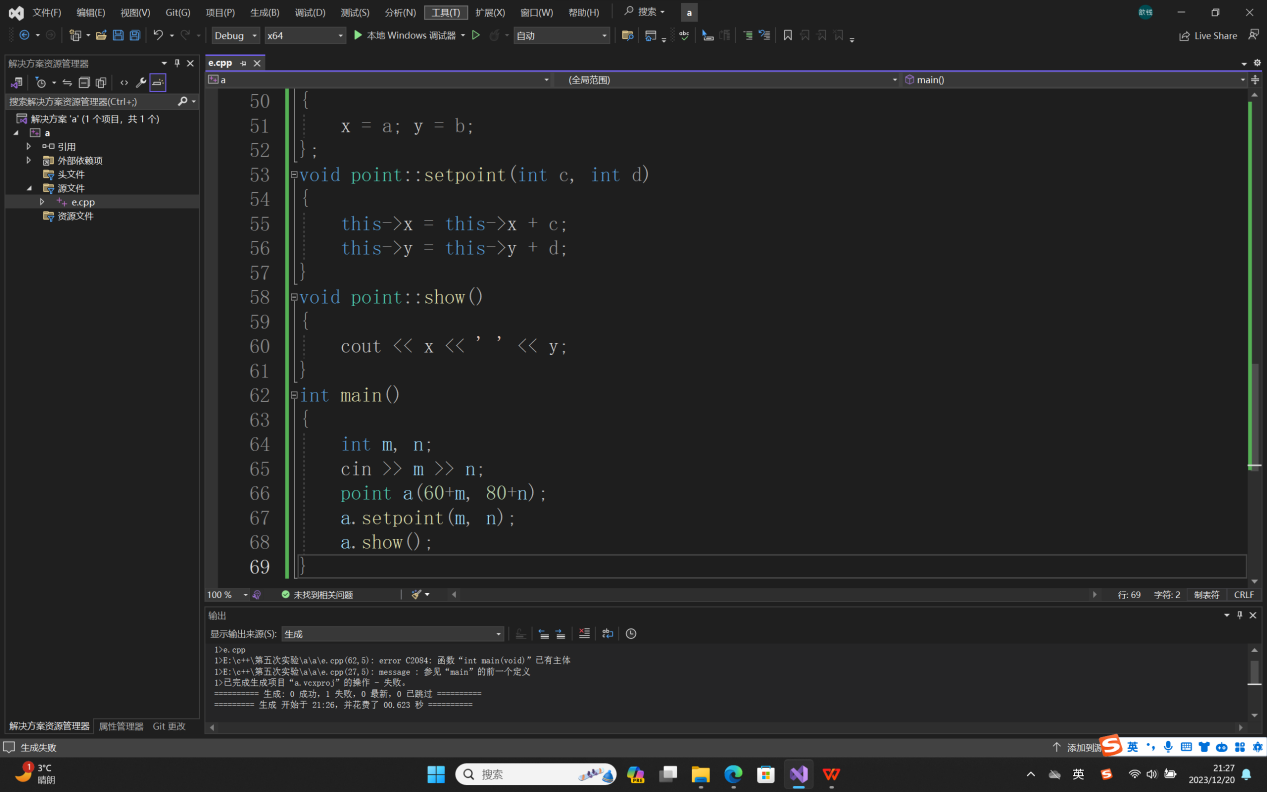 文件(F) 编辑(E) 视图(V) Git(G) 项目(P) 生成(B) 调试(D) 测试(S) 分析(N) 工具(T) 扩展(X) 窗口(W) 帮助(H) 搜索 a
Debug x64 本地 Windows 调试器 自动 Live Share
解决方案资源管理器
搜索解决方案资源管理器(Ctrl+;)
解决方案 'a' (1 个项目，共 1 个)
a
引用
外部依赖项
头文件
源文件
e.cpp
资源文件
解决方案资源管理器 属性管理器 Git 更改
e.cpp
a (全局范围) main()
50 {
51 x = a; y = b;
52 };
53 void point::setpoint(int c, int d)
54 {
55 this->x = this->x + c;
56 this->y = this->y + d;
57 }
58 void point::show()
59 {
60 cout << x << ' ' << y;
61 }
62 int main()
63 {
64 int m, n;
65 cin >> m >> n;
66 point a(60+m, 80+n);
67 a.setpoint(m, n);
68 a.show();
69 }
100 % 未找到相关问题 行: 69 字符: 2 制表符 CRLF
输出
显示输出来源(S): 生成
1>e.cpp
1>E:\c++\第五次实验\a\a\e.cpp(62,5): error C2084: 函数“int main(void)”已有主体
1>E:\c++\第五次实验\a\a\e.cpp(27,5): message : 参见“main”的前一个定义
1>已完成生成项目“a.vcxproj”的操作 - 失败。
========== 生成: 0 成功，1 失败，0 最新，0 已跳过 ==========
========= 生成 开始于 21:26，并花费了 00.623 秒 ==========
生成失败 添加到源
英
1
3°C
晴朗
搜索
PRE
英
21:27
2023/12/20